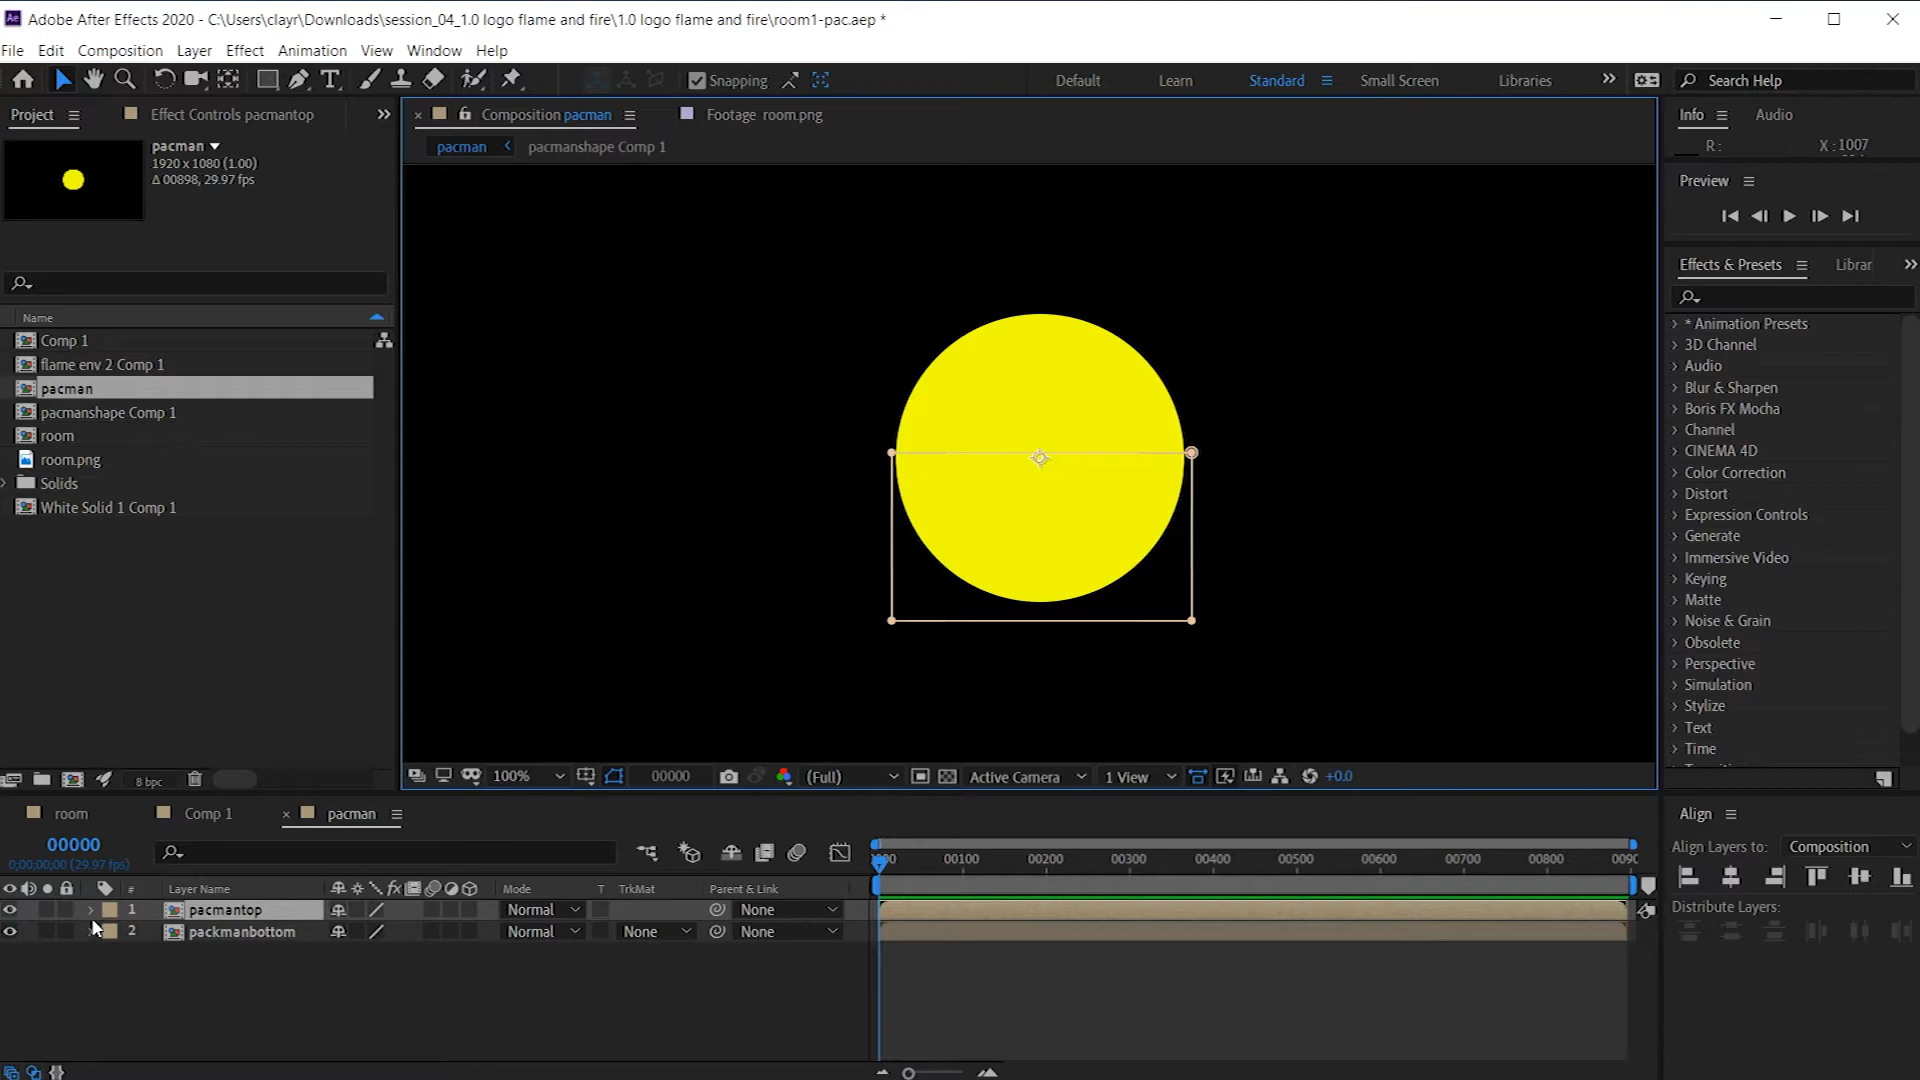 Adobe After Effects 2020 - C:\Users\clayr\Downloads\session_04_1.0 logo flame and fire\1.0 logo flame and fire\room1-pac.aep *
File Edit Composition Layer Effect Animation View Window Help
Snapping Default Learn Standard Small Screen Libraries Search Help
Project Effect Controls pacmantop
Composition pacman Footage room.png
Info Audio
pacman
1920 x 1080 (1.00)
Δ 00898, 29.97 fps
pacman pacmanshape Comp 1
R: X: 1007
Preview
Effects & Presets Librar
Name
Comp 1
flame env 2 Comp 1
pacman
pacmanshape Comp 1
room
room.png
Solids
White Solid 1 Comp 1
* Animation Presets
3D Channel
Audio
Blur & Sharpen
Boris FX Mocha
Channel
CINEMA 4D
Color Correction
Distort
Expression Controls
Generate
Immersive Video
Keying
Matte
Noise & Grain
Obsolete
Perspective
Simulation
Stylize
Text
Time
8 bpc
100% 00000 (Full) Active Camera 1 View +0.0
room Comp 1 pacman
Align
00000
0;00;00;00 (29.97 fps)
00100 00200 00300 00400 00500 00600 00700 00800
Align Layers to: Composition
# Layer Name fx Mode T TrkMat Parent & Link
Distribute Layers:
1 pacmantop Normal None
2 packmanbottom Normal None None